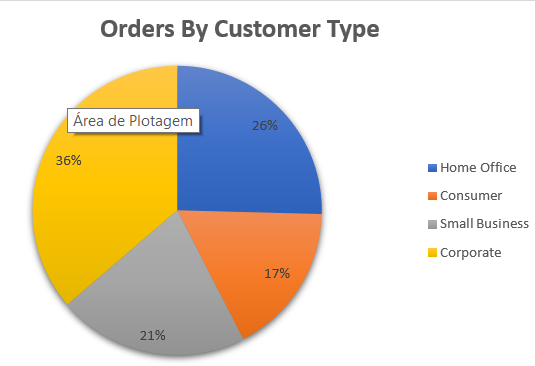 Orders By Customer Type
Área de Plotagem
26%
36%
17%
21%
Home Office
Consumer
Small Business
Corporate